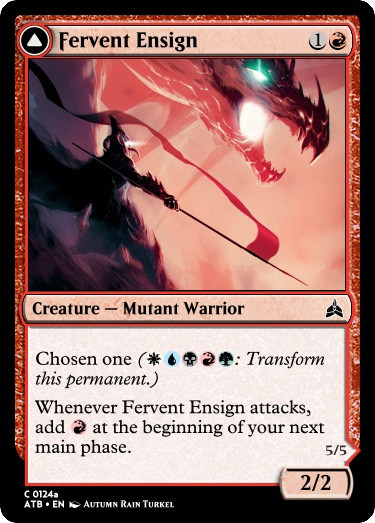 Fervent Ensign 1
Creature — Mutant Warrior
Chosen one (: Transform
this permanent.)
Whenever Fervent Ensign attacks,
add at the beginning of your next
main phase.
5/5
2/2
C 0124a
ATB • EN Autumn Rain Turkel